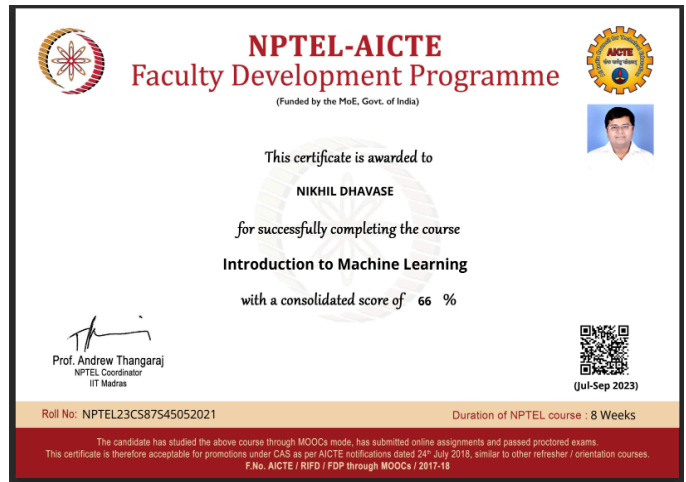 NPTEL-AICTE
Faculty Development Programme
(Funded by the MoE, Govt. of India)
AICTE
This certificate is awarded to
NIKHIL DHAVASE
for successfully completing the course
Introduction to Machine Learning
with a consolidated score of 66 %
Prof. Andrew Thangaraj
NPTEL Coordinator
IIT Madras
(Jul-Sep 2023)
Roll No: NPTEL23CS87S45052021
Duration of NPTEL course : 8 Weeks
The candidate has studied the above course through MOOCs mode, has submitted online assignments and passed proctored exams.
This certificate is therefore acceptable for promotions under CAS as per AICTE notifications dated 24th July 2018, similar to other refresher / orientation courses.
F.No. AICTE / RIFD / FDP through MOOCs / 2017-18